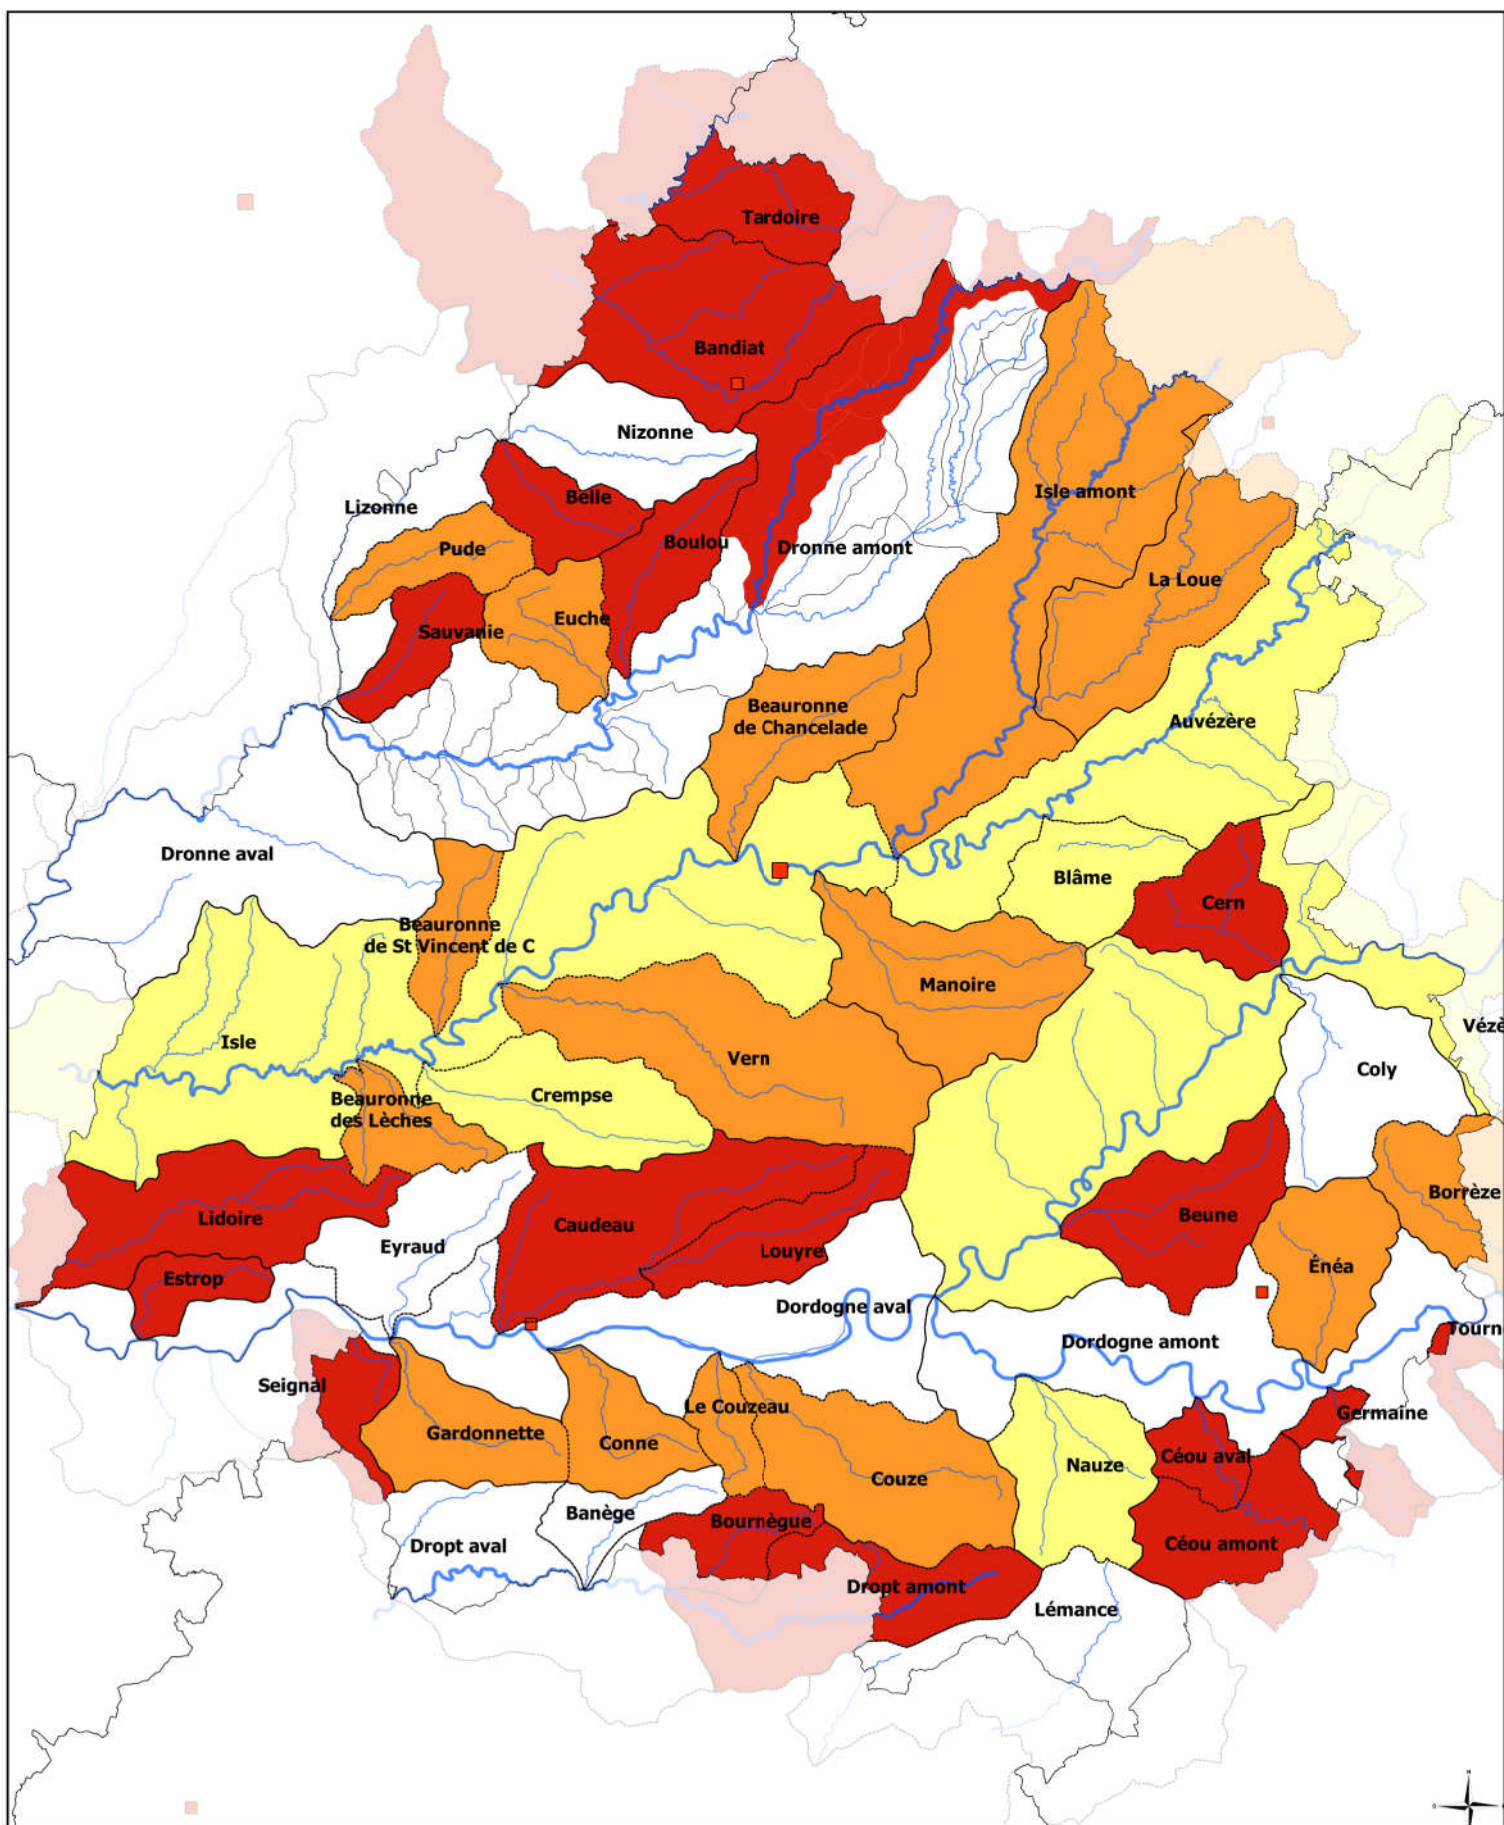 Tardoire
Bandiat
Nizonne
Isle amont
Belle
Lizonne
Boulou
Pude
Dronne amont
La Loue
Euche
Sauvanie
Beauronne
de Chancelade
Auvézère
Dronne aval
Blâme
Cern
Beauronne
de St Vincent de C
Manoire
Vézè
Isle
Vern
Coly
Crempse
Beauronne
des Lèches
Borrèze
Lidoire
Beune
Caudeau
Eyraud
Louyre
Énéa
Estrop
Dordogne aval
Tourn
Dordogne amont
Seignal
Le Couzeau
Germaine
Gardonnette
Conne
Céou aval
Nauze
Couze
Banège
Bournègue
Dropt aval
Céou amont
Dropt amont
Lémance